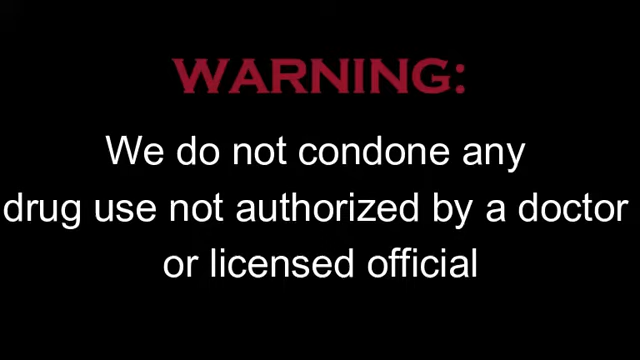 WARNING:
We do not condone any
drug use not authorized by a doctor
or licensed official